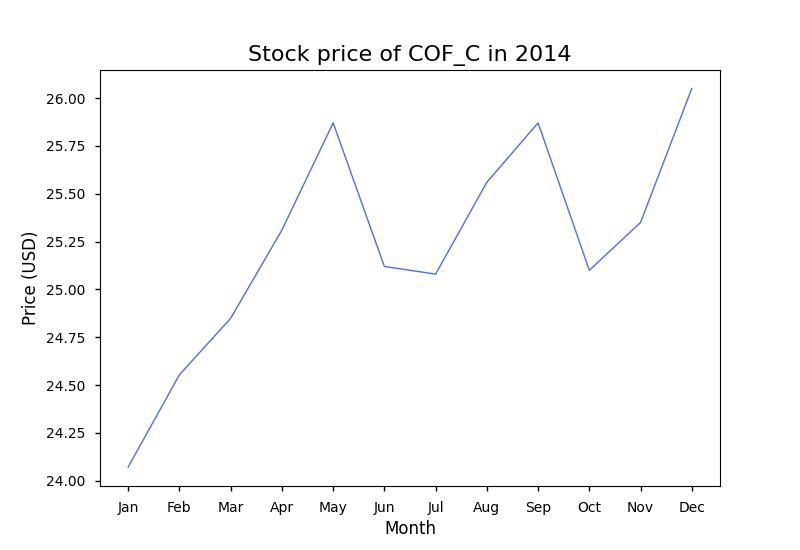 Stock price of COF_C in 2014
Price (USD)
26.00
25.75
25.50
25.25
25.00
24.75
24.50
24.25
24.00
Jan Feb Mar Apr May Jun Jul Aug Sep Oct Nov Dec
Month